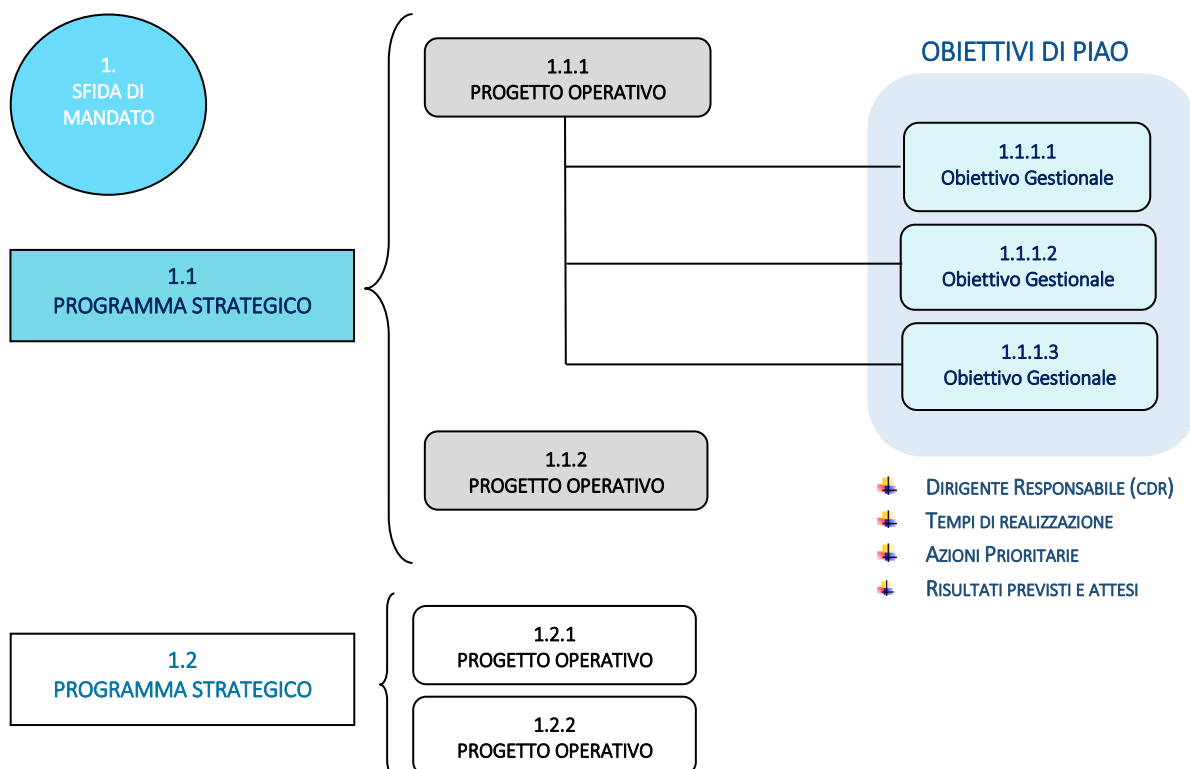 1.
SFIDA DI
MANDATO
1.1
PROGRAMMA STRATEGICO
1.1.1
PROGETTO OPERATIVO
1.1.2
PROGETTO OPERATIVO
OBIETTIVI DI PIAO
1.1.1.1
Obiettivo Gestionale
1.1.1.2
Obiettivo Gestionale
1.1.1.3
Obiettivo Gestionale
DIRIGENTE RESPONSABILE (CDR)
TEMPI DI REALIZZAZIONE
AZIONI PRIORITARIE
RISULTATI PREVISTI E ATTESI
1.2
PROGRAMMA STRATEGICO
1.2.1
PROGETTO OPERATIVO
1.2.2
PROGETTO OPERATIVO